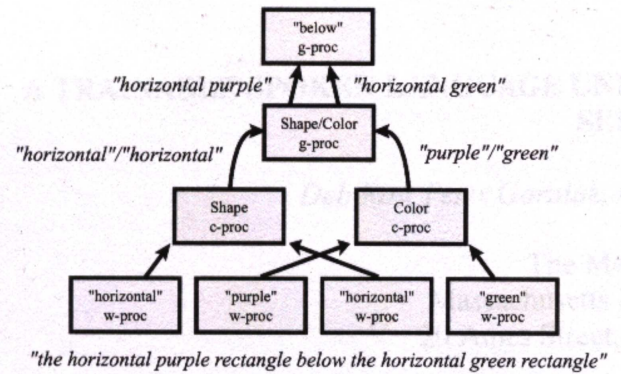 "below"
g-proc
"horizontal purple" "horizontal green"
Shape/Color
g-proc
"horizontal"/"horizontal" "purple"/"green"
Shape
c-proc
Color
c-proc
"horizontal"
w-proc
"purple"
w-proc
"horizontal"
w-proc
"green"
w-proc
"the horizontal purple rectangle below the horizontal green rectangle"